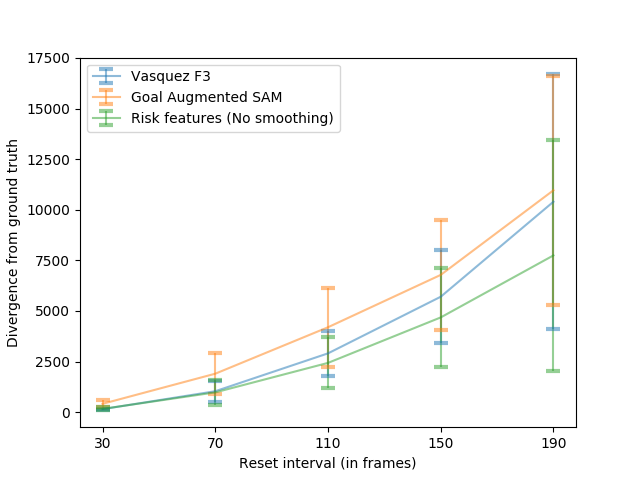 17500
15000
12500
10000
7500
5000
2500
0
Divergence from ground truth
Vasquez F3
Goal Augmented SAM
Risk features (No smoothing)
30 70 110 150 190
Reset interval (in frames)